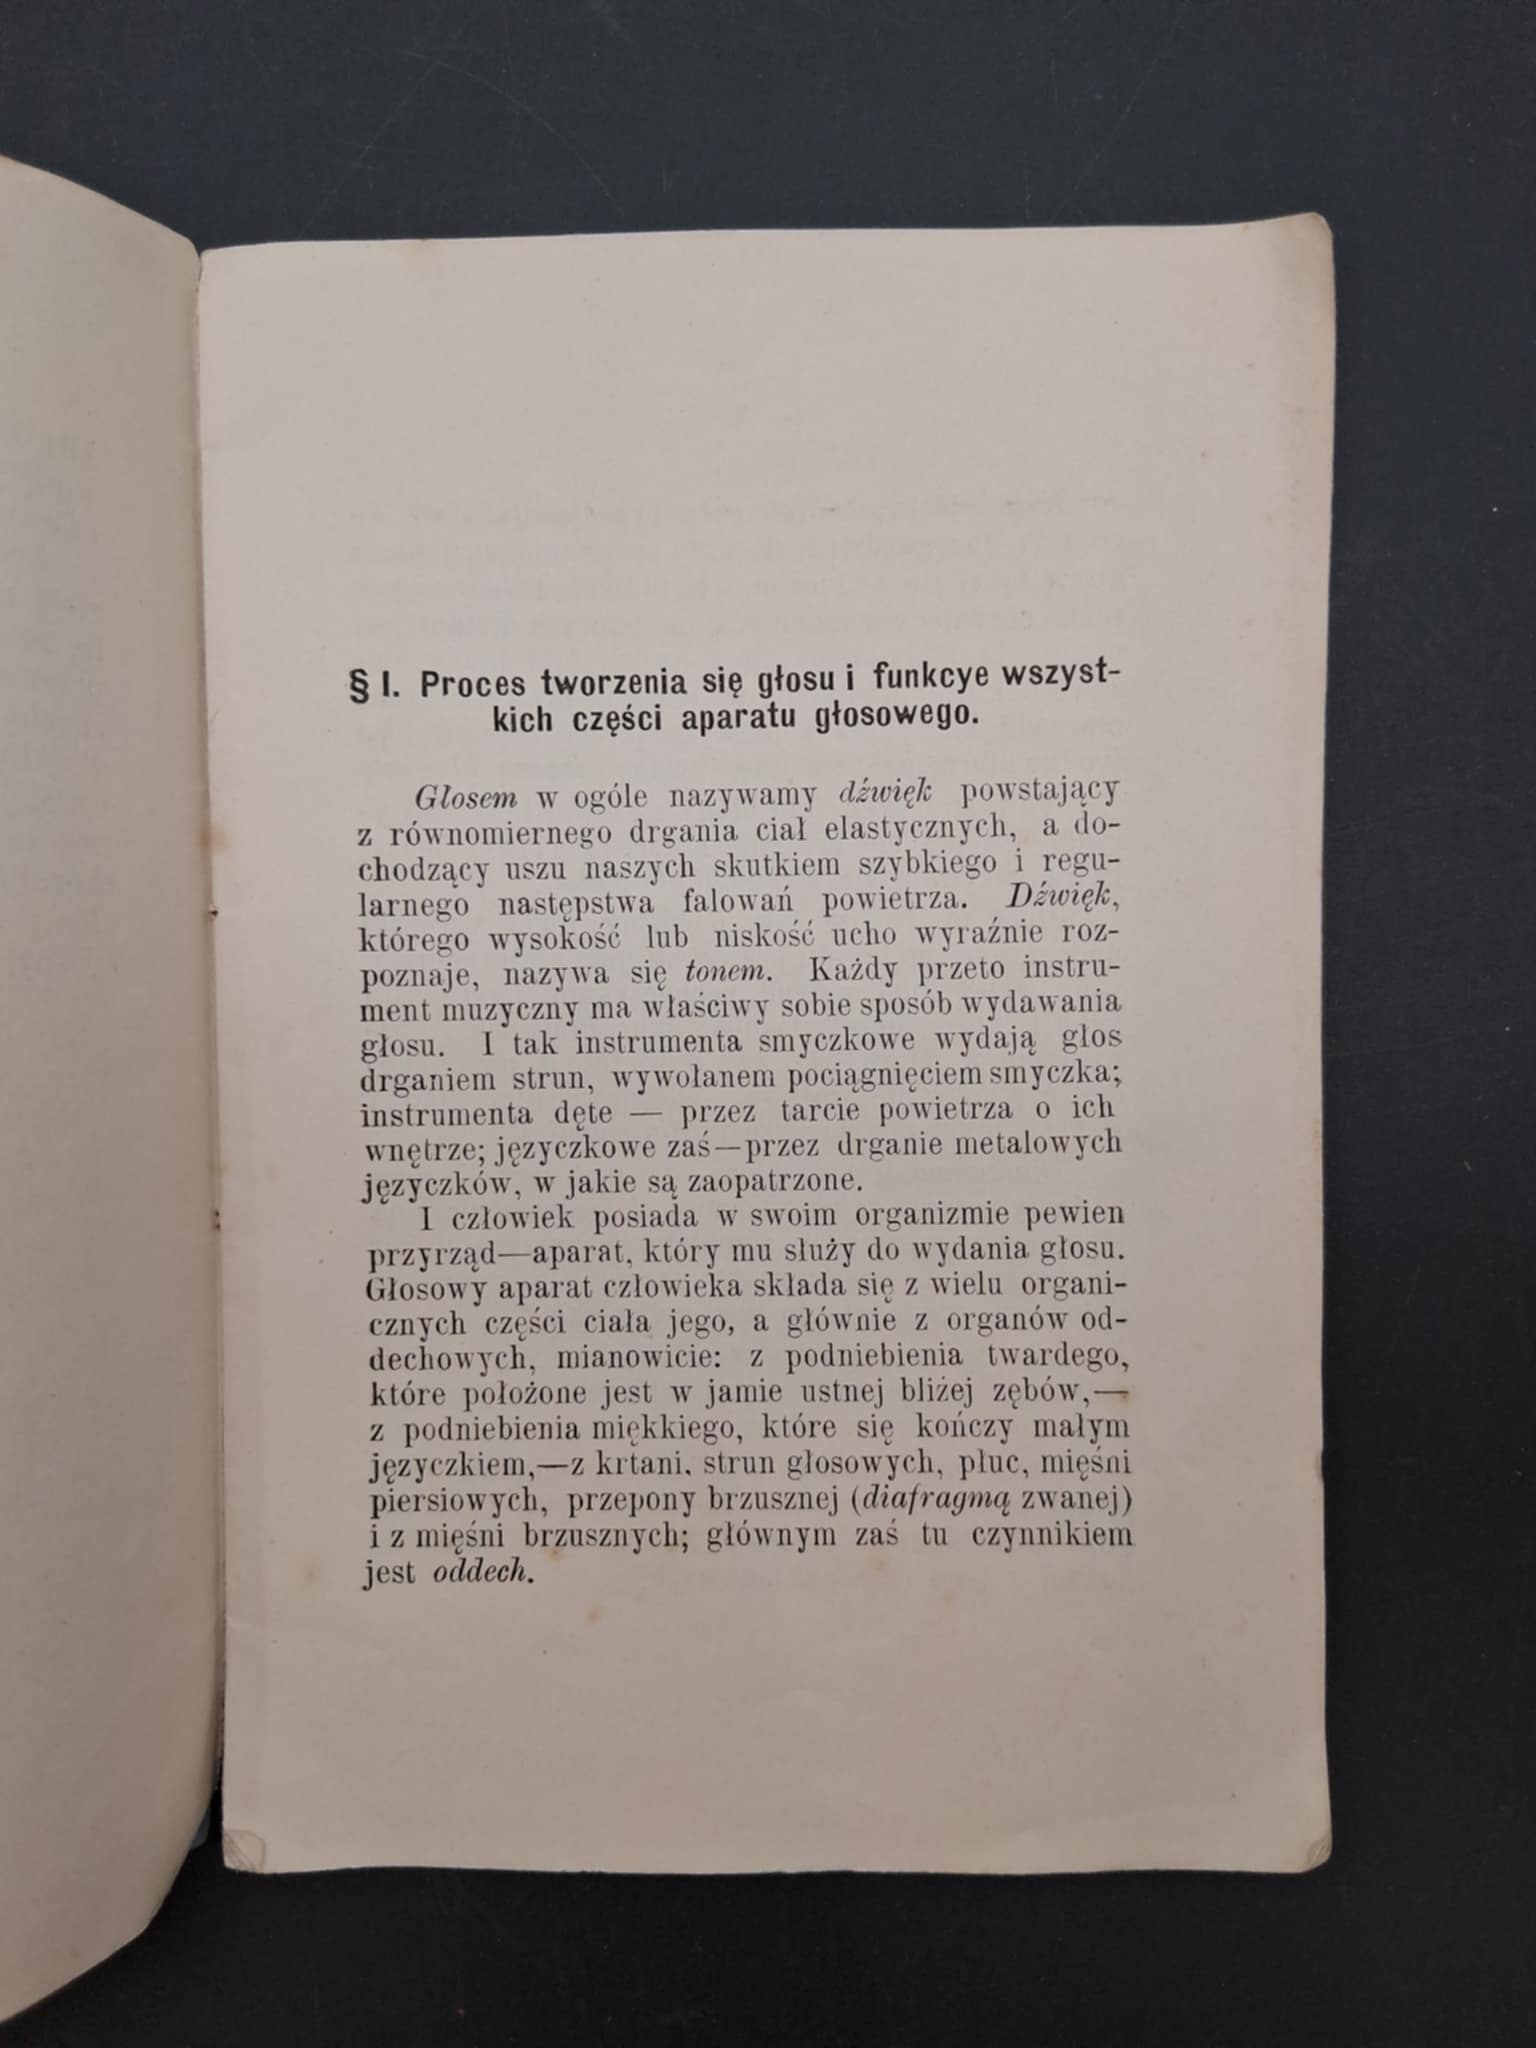 § I. Proces tworzenia się głosu i funkcye wszyst-
kich części aparatu głosowego.
Głosem w ogóle nazywamy dźwięk powstający
z równomiernego drgania ciał elastycznych, a do-
chodzący uszu naszych skutkiem szybkiego i regu-
larnego następstwa falowań powietrza. Dźwięk,
którego wysokość lub niskość ucho wyraźnie roz-
poznaje, nazywa się tonem. Każdy przeto instru-
ment muzyczny ma właściwy sobie sposób wydawania
głosu. I tak instrumenta smyczkowe wydają głos
drganiem strun, wywołanem pociągnięciem smyczka;
instrumenta dęte — przez tarcie powietrza o ich
wnętrze; języczkowe zaś—przez drganie metalowych
języczków, w jakie są zaopatrzone.
I człowiek posiada w swoim organizmie pewien
przyrząd—aparat, który mu służy do wydania głosu.
Głosowy aparat człowieka składa się z wielu organi-
cznych części ciała jego, a głównie z organów od-
dechowych, mianowicie: z podniebienia twardego,
które położone jest w jamie ustnej bliżej zębów,—
z podniebienia miękkiego, które się kończy małym
języczkiem,—z krtani, strun głosowych, płuc, mięśni
piersiowych, przepony brzusznej (diafragmą zwanej)
i z mięśni brzusznych; głównym zaś tu czynnikiem
jest oddech.